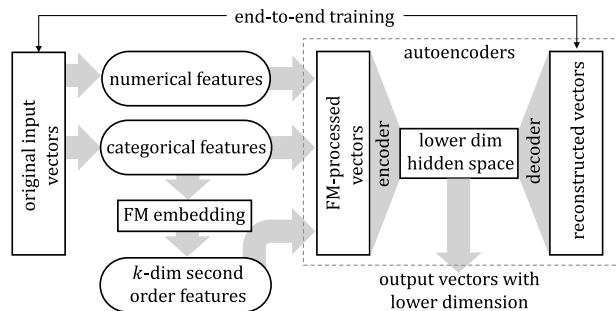 end-to-end training
original input
vectors
numerical features
categorical features
FM embedding
k-dim second
order features
autoencoders
FM-processed
vectors
encoder
lower dim
hidden space
decoder
reconstructed vectors
output vectors with
lower dimension